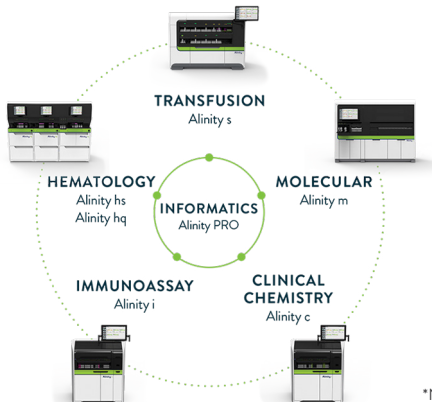 TRANSFUSION
Alinity s
HEMATOLOGY
Alinity hs
Alinity hq
MOLECULAR
Alinity m
INFORMATICS
Alinity PRO
IMMUNOASSAY
Alinity i
CLINICAL
CHEMISTRY
Alinity c